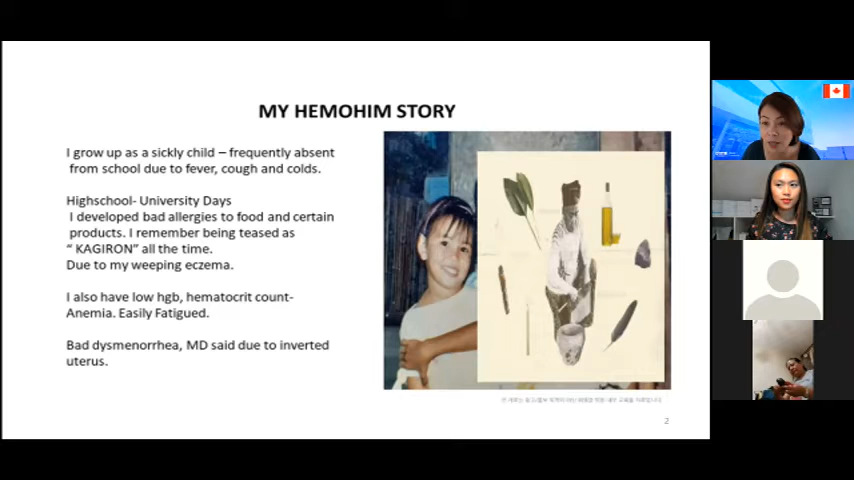 MY HEMOHIM STORY
I grow up as a sickly child – frequently absent
from school due to fever, cough and colds.
Highschool- University Days
I developed bad allergies to food and certain
products. I remember being teased as
“ KAGIRON” all the time.
Due to my weeping eczema.
I also have low hgb, hematocrit count-
Anemia. Easily Fatigued.
Bad dysmenorrhea, MD said due to inverted
uterus.
2